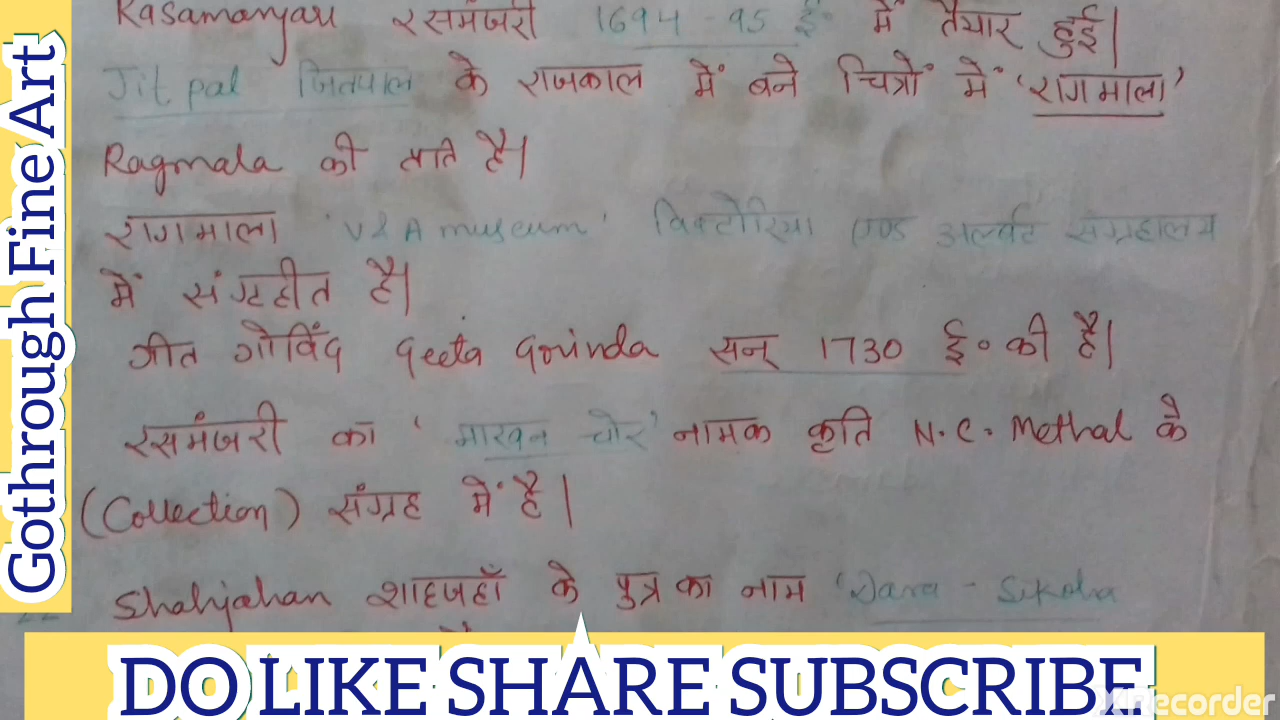 Rasamanjari रसमंजरी 1694-95 ई० में तैयार हुई|
Jit pal जितपाल के राजकाल में बने चित्रों में 'रागमाला'
Ragmala की है|
रागमाला 'V & A museum' विक्टोरिया एण्ड अल्बर्ट संग्रहालय
में संग्रहीत है|
गीत गोविंद Geeta Govinda सन् 1730 ई० की है|
रसमंजरी का 'माखन चोर' नामक कृति N.C. Methal के
(Collection) संग्रह में है|
Shahjahan शाहजहाँ के पुत्र का नाम 'Dara - Sikoha
Gothrough Fine Art
DO LIKE SHARE SUBSCRIBE
XRecorder